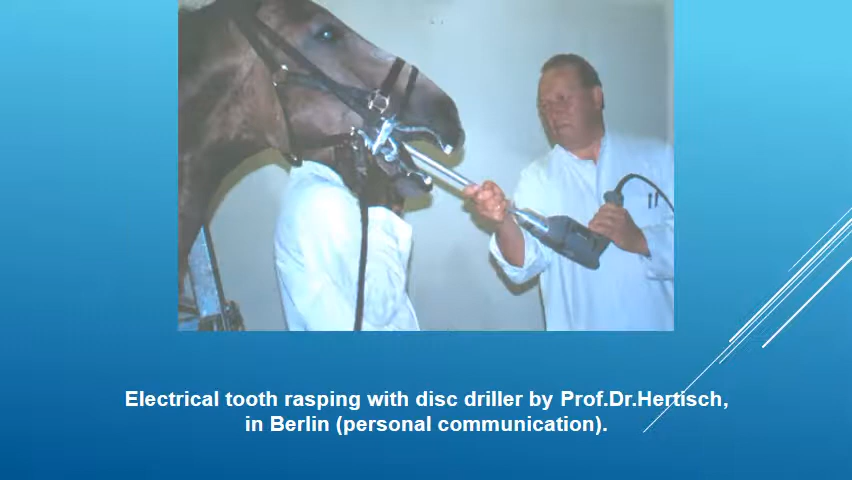 Electrical tooth rasping with disc driller by Prof.Dr.Hertisch,
in Berlin (personal communication).